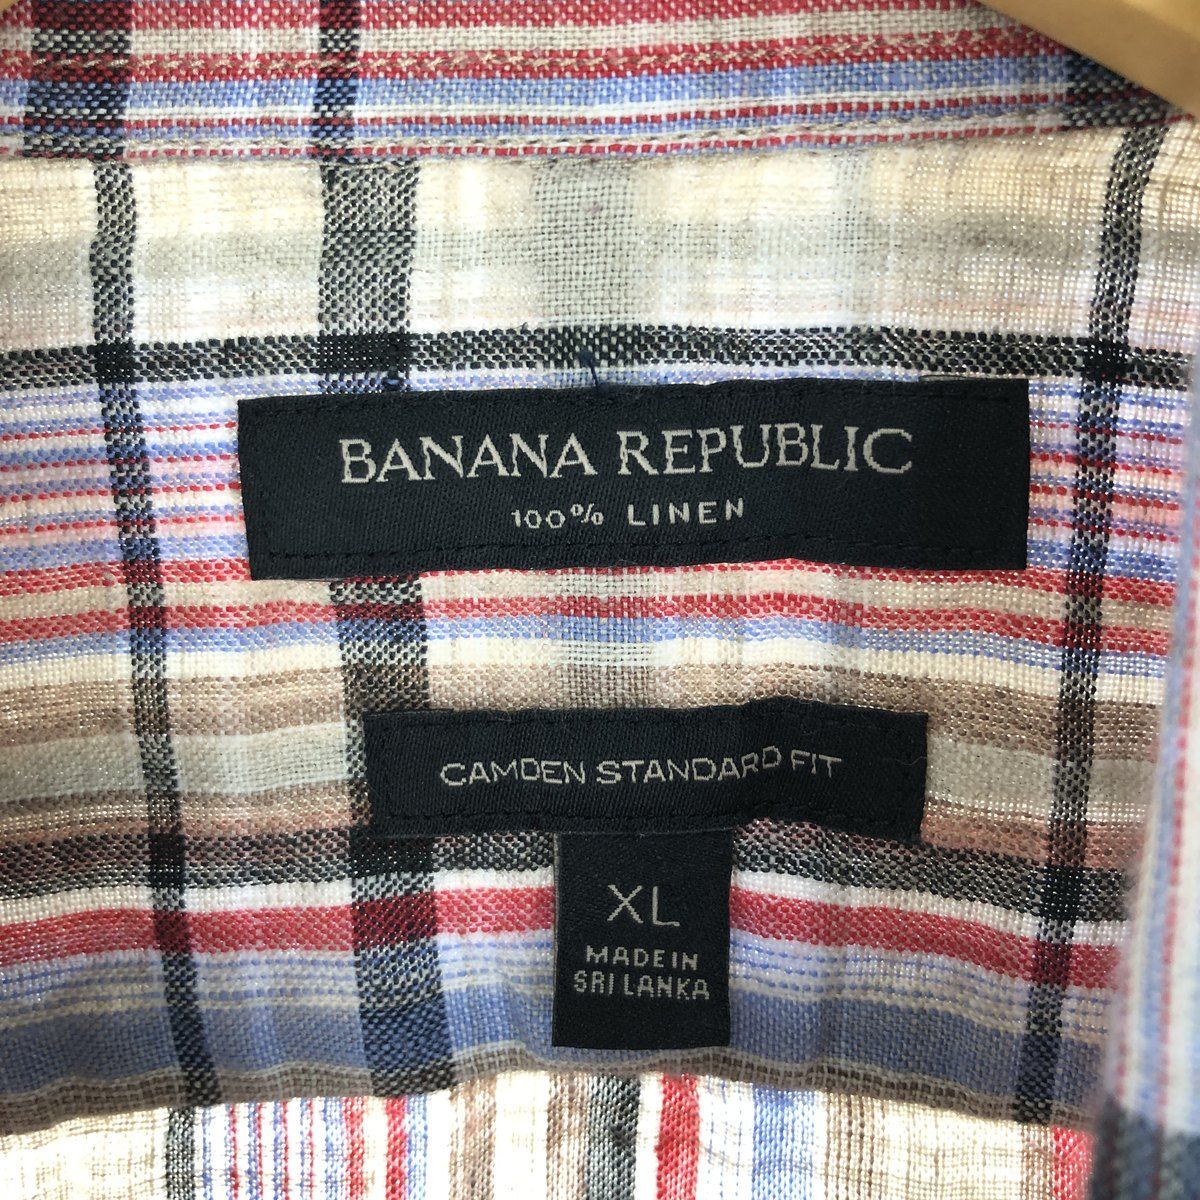 BANANA REPUBLIC
100% LINEN
CAMDEN STANDARD FIT
XL
MADE IN
SRI LANKA